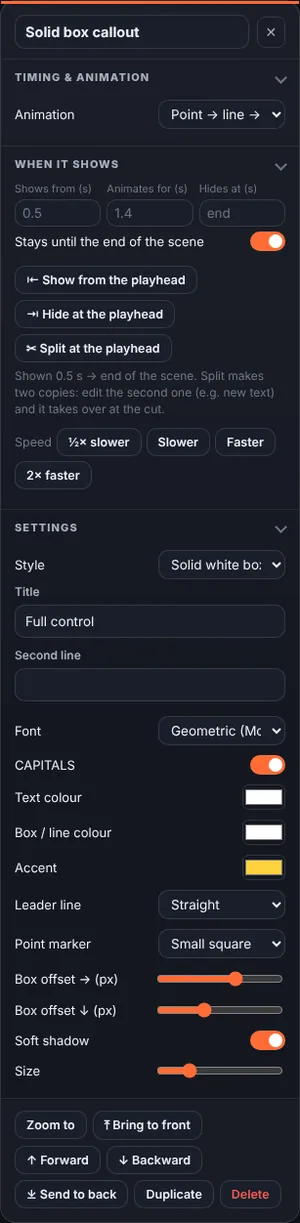 Solid box callout ✕
TIMING & ANIMATION
Animation Point → line →
WHEN IT SHOWS
Shows from (s) Animates for (s) Hides at (s)
0.5 1.4 end
Stays until the end of the scene
⇤ Show from the playhead
⇥ Hide at the playhead
✂ Split at the playhead
Shown 0.5 s → end of the scene. Split makes
two copies: edit the second one (e.g. new text)
and it takes over at the cut.
Speed ½× slower Slower Faster
2× faster
SETTINGS
Style Solid white box
Title
Full control
Second line
Font Geometric (Mo
CAPITALS
Text colour
Box / line colour
Accent
Leader line Straight
Point marker Small square
Box offset → (px)
Box offset ↓ (px)
Soft shadow
Size
Zoom to ⤒ Bring to front
↑ Forward ↓ Backward
⤓ Send to back Duplicate Delete